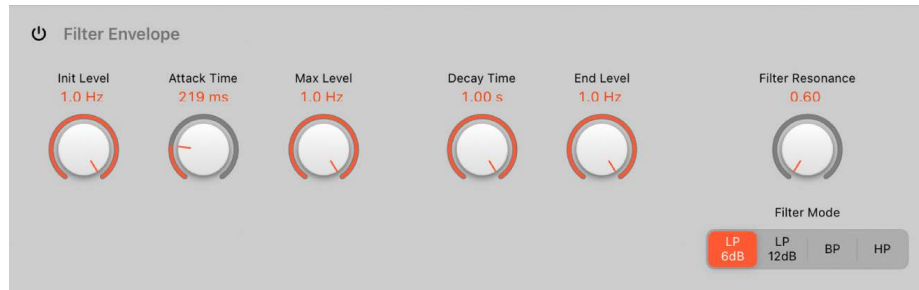 Filter Envelope
Init Level
1.0 Hz
Attack Time
219 ms
Max Level
1.0 Hz
Decay Time
1.00 s
End Level
1.0 Hz
Filter Resonance
0.60
Filter Mode
LP
6dB
LP
12dB
BP
HP